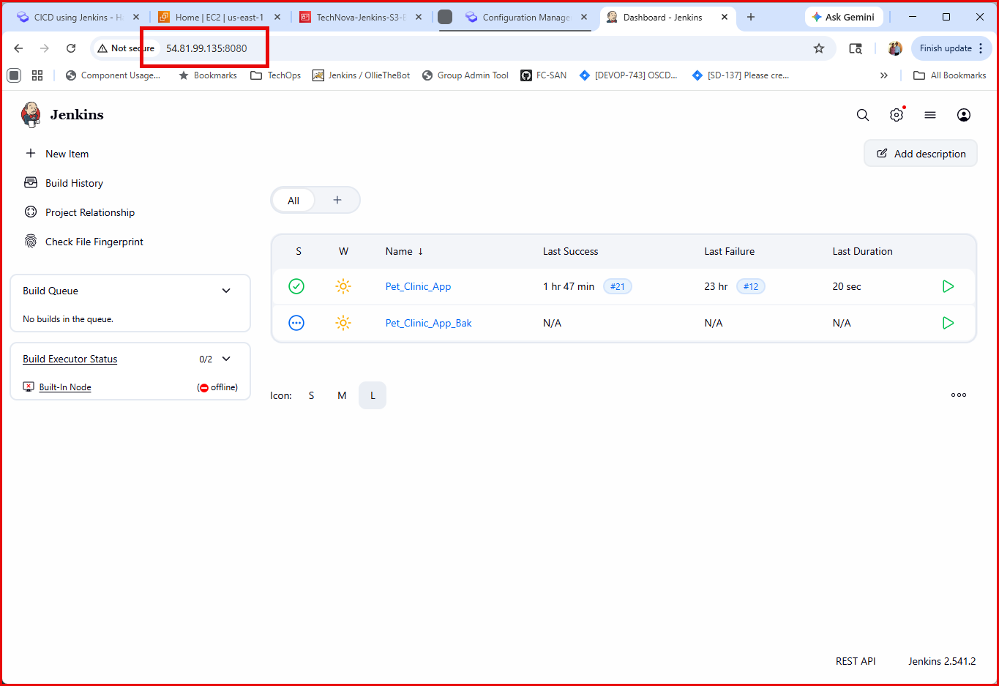 CICD using Jenkins - H
Home | EC2 | us-east-1
TechNova-Jenkins-S3-E
Configuration Manage
Dashboard - Jenkins
Ask Gemini
Not secure 54.81.99.135:8080
Finish update
Component Usage...
Bookmarks
TechOps
Jenkins / OllieTheBot
Group Admin Tool
FC-SAN
[DEVOP-743] OSCD...
[SD-137] Please cre...
All Bookmarks
Jenkins
New Item
Add description
Build History
All +
Project Relationship
Check File Fingerprint
S W Name ↓ Last Success Last Failure Last Duration
Pet_Clinic_App 1 hr 47 min #21 23 hr #12 20 sec
Pet_Clinic_App_Bak N/A N/A N/A
Build Queue
No builds in the queue.
Build Executor Status 0/2
Built-In Node (offline)
Icon: S M L
REST API Jenkins 2.541.2